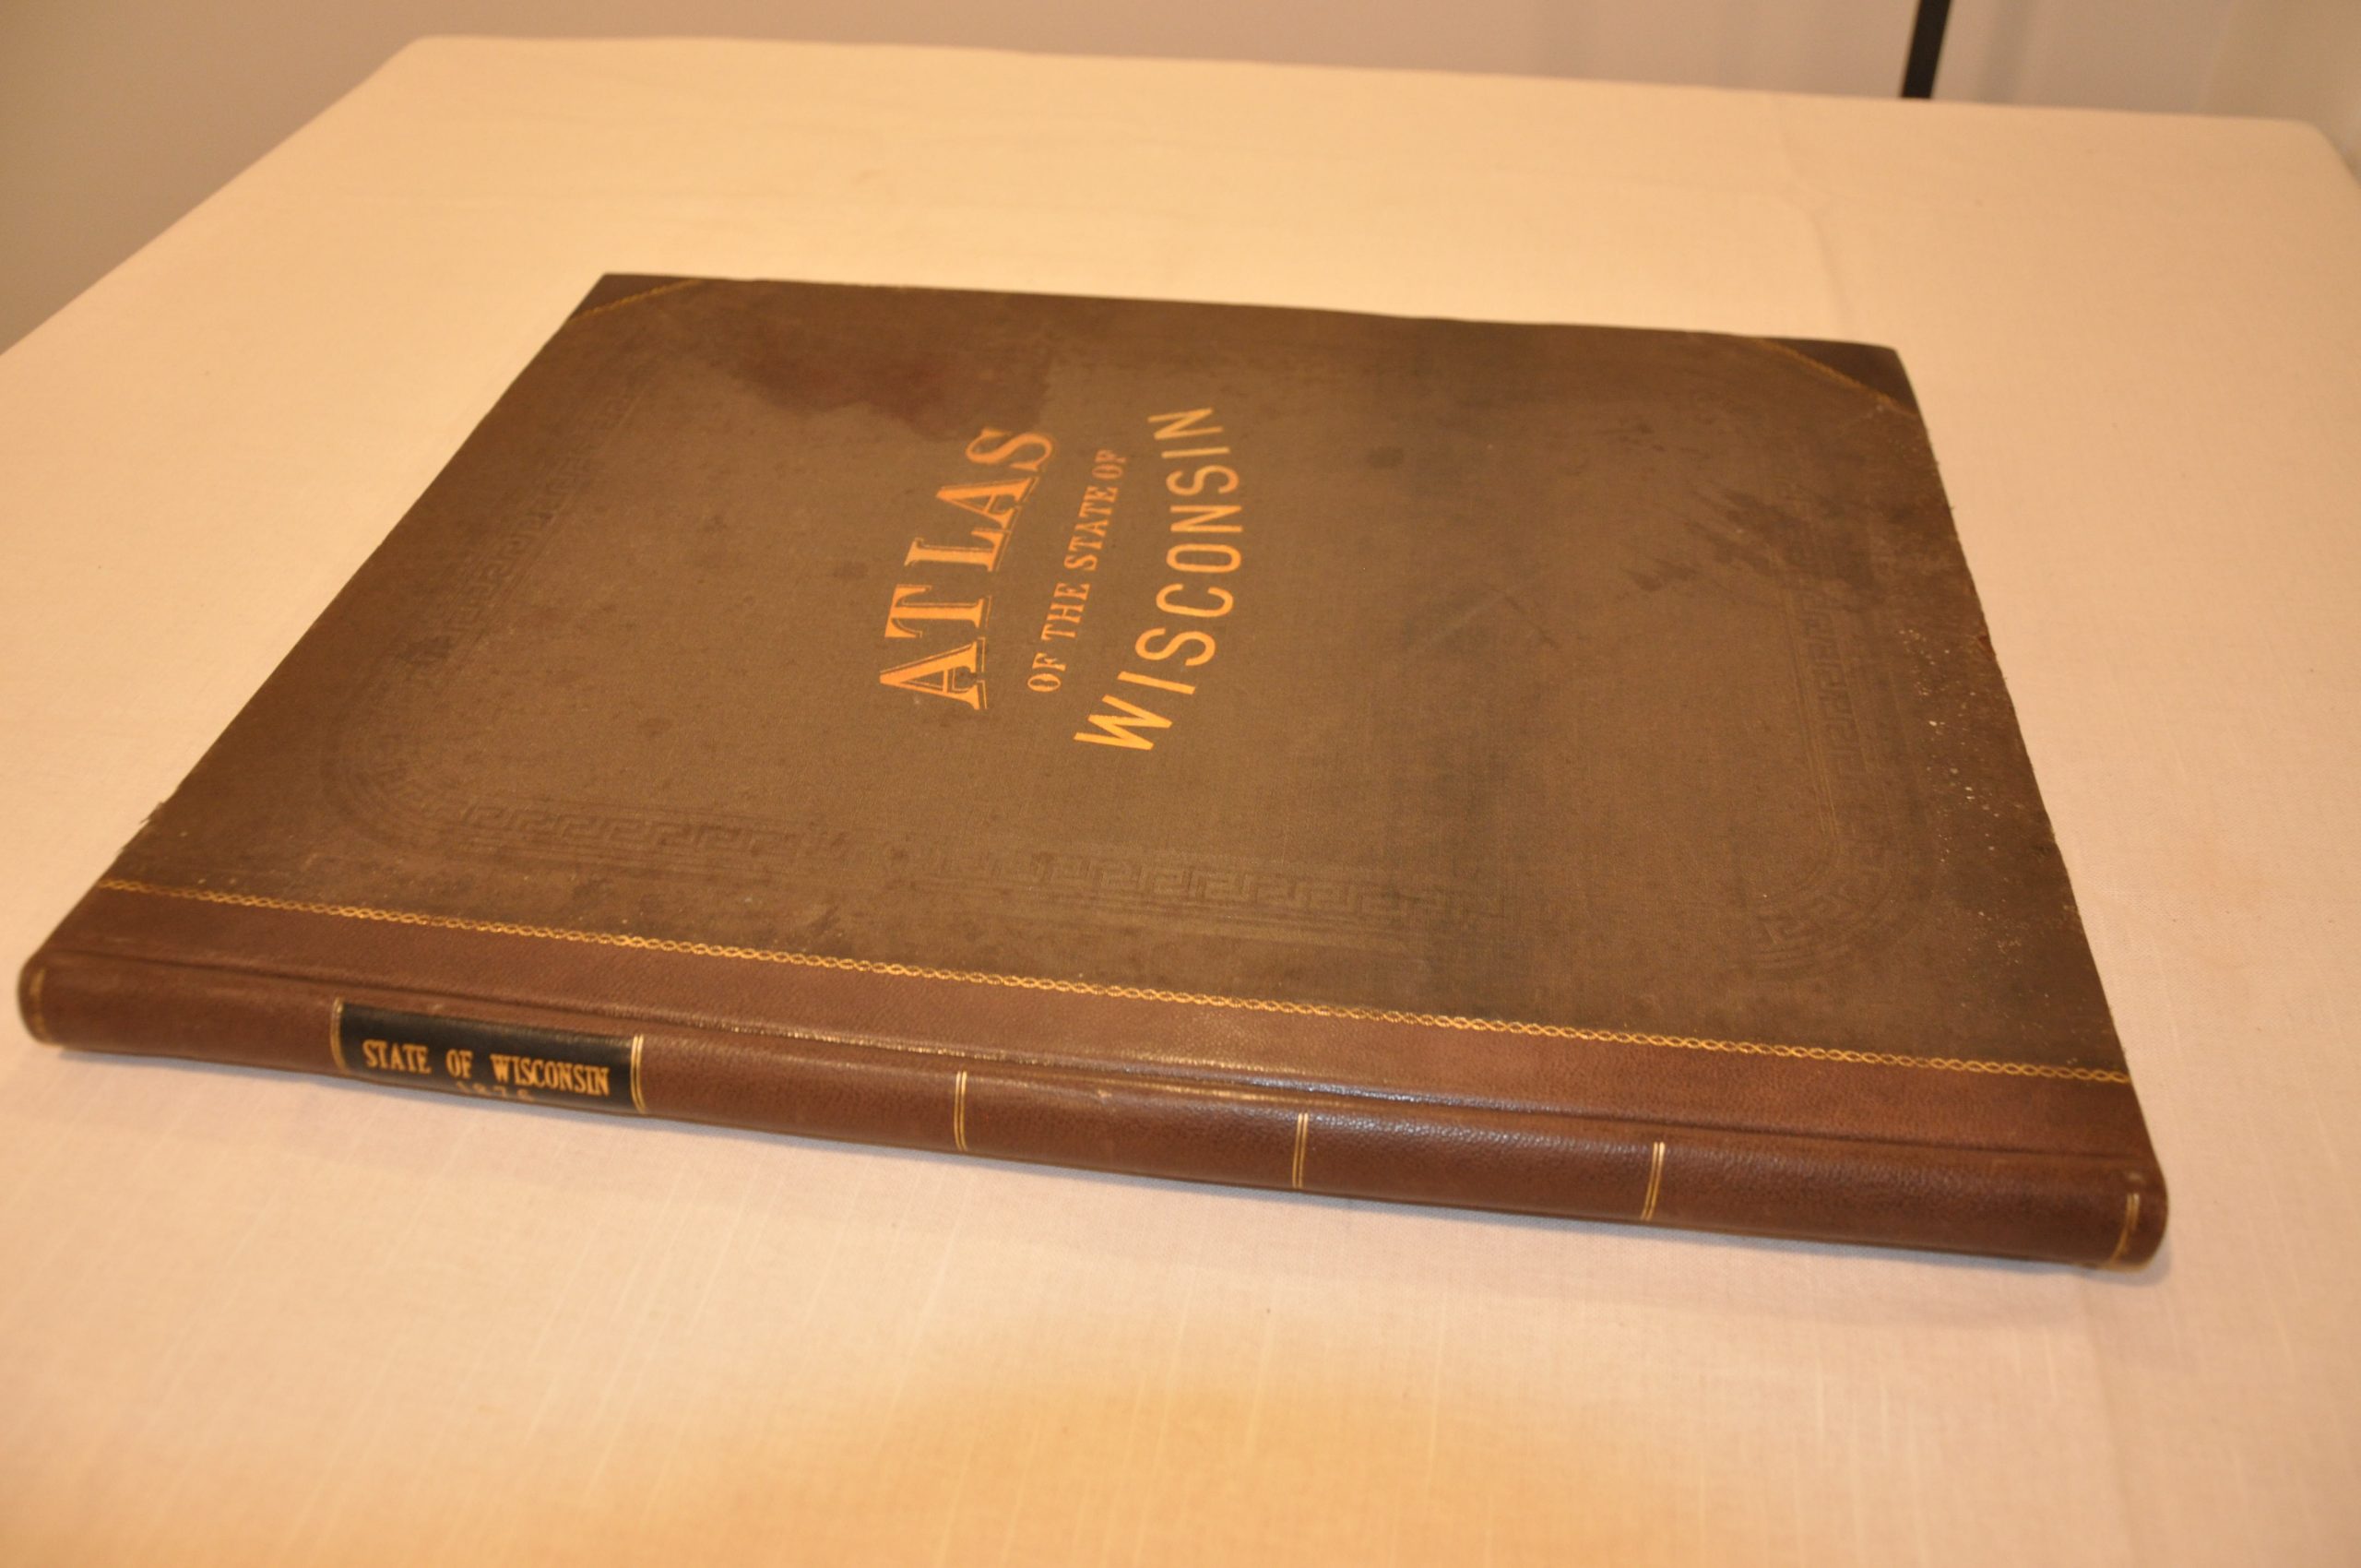 ATLAS
OF THE STATE OF
WISCONSIN
STATE OF WISCONSIN